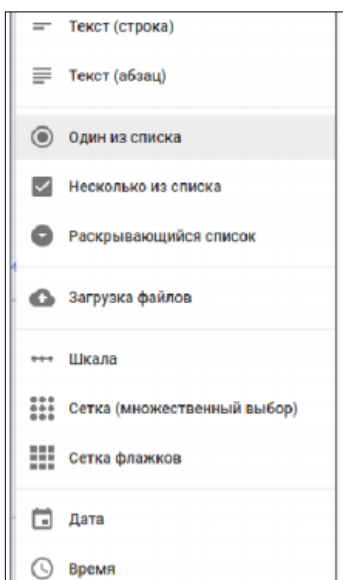 Текст (строка)
Текст (абзац)
Один из списка
Несколько из списка
Раскрывающийся список
Загрузка файлов
Шкала
Сетка (множественный выбор)
Сетка флажков
Дата
Время